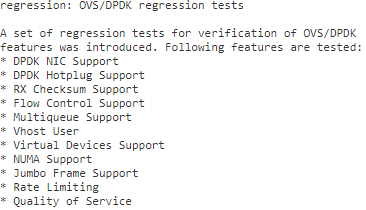 regression: OVS/DPDK regression tests
A set of regression tests for verification of OVS/DPDK
features was introduced. Following features are tested:
* DPDK NIC Support
* DPDK Hotplug Support
* RX Checksum Support
* Flow Control Support
* Multiqueue Support
* Vhost User
* Virtual Devices Support
* NUMA Support
* Jumbo Frame Support
* Rate Limiting
* Quality of Service